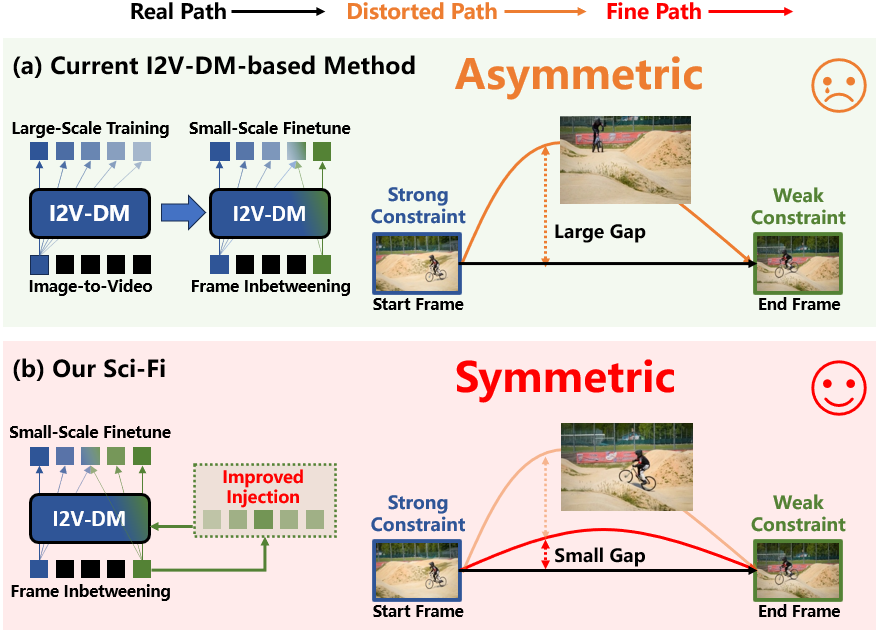 Real Path
Distorted Path
Fine Path
(a) Current I2V-DM-based Method
Asymmetric
Large-Scale Training
Small-Scale Finetune
I2V-DM
I2V-DM
Image-to-Video
Frame Inbetweening
Strong
Constraint
Large Gap
Weak
Constraint
Start Frame
End Frame
(b) Our Sci-Fi
Symmetric
Small-Scale Finetune
Improved
Injection
I2V-DM
Frame Inbetweening
Strong
Constraint
Small Gap
Weak
Constraint
Start Frame
End Frame